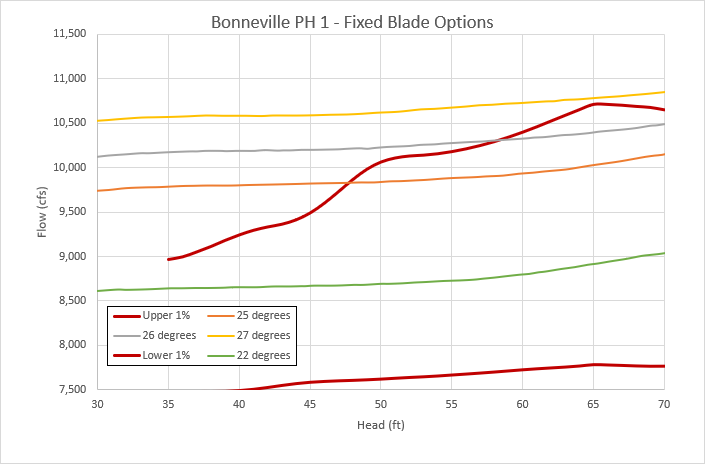 Bonneville PH 1 - Fixed Blade Options
11,500
11,000
10,500
10,000
9,500
9,000
8,500
8,000
7,500
Flow (cfs)
Upper 1% 25 degrees
26 degrees 27 degrees
Lower 1% 22 degrees
30 35 40 45 50 55 60 65 70
Head (ft)